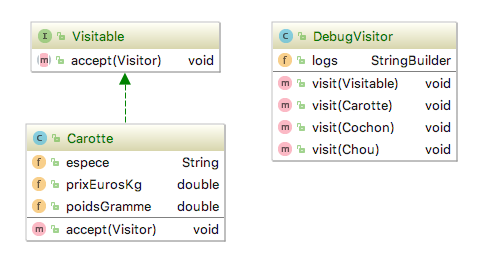 I Visitable
m accept(Visitor) void
C Carotte
f espece String
f prixEurosKg double
f poidsGramme double
m accept(Visitor) void
C DebugVisitor
f logs StringBuilder
m visit(Visitable) void
m visit(Carotte) void
m visit(Cochon) void
m visit(Chou) void